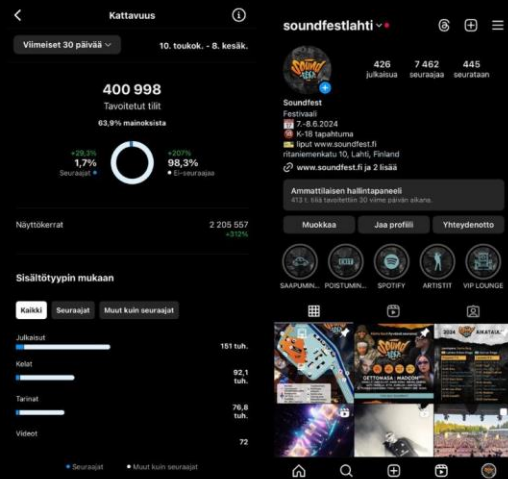 Kattavuus
Viimeiset 30 päivää
10. toukok. - 8. kesäk.
400 998
Tavoitetut tilit
63,9% mainoksista
+29,3%
1,7%
Seuraajat
+207%
98,3%
Ei-seuraajaa
Näyttökerrat
2 205 557
+312%
Sisältötyypin mukaan
Kaikki
Seuraajat
Muut kuin seuraajat
Julkaisut
151 tuh.
Kelat
92,1
tuh.
Tarinat
76,8
tuh.
Videot
72
Seuraajat
Muut kuin seuraajat
soundfestlahti
426
julkaisua
7 462
seuraajaa
445
seurataan
Soundfest
Festivaali
7.-8.6.2024
K-18 tapahtuma
liput www.soundfest.fi
ritaniemenkatu 10, Lahti, Finland
www.soundfest.fi ja 2 lisää
Ammattilaisen hallintapaneeli
413 t. tiliä tavoitettiin 30 viime päivän aikana.
Muokkaa
Jaa profiili
Yhteydenotto
SAAPUMIN...
POISTUMIN...
SPOTIFY
ARTISTIT
VIP LOUNGE
SOUND
GETTOMASA
MADCON
2024
AIKATAU